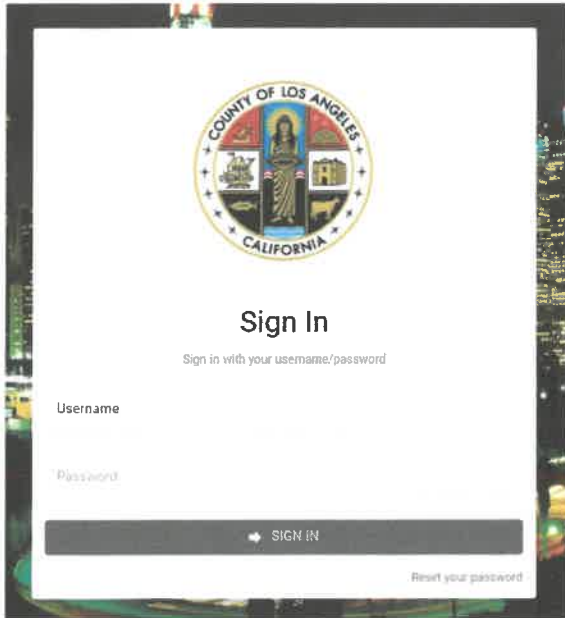 COUNTY OF LOS ANGELES
CALIFORNIA
Sign In
Sign in with your username/password
Username
Password
SIGN IN
Reset your password